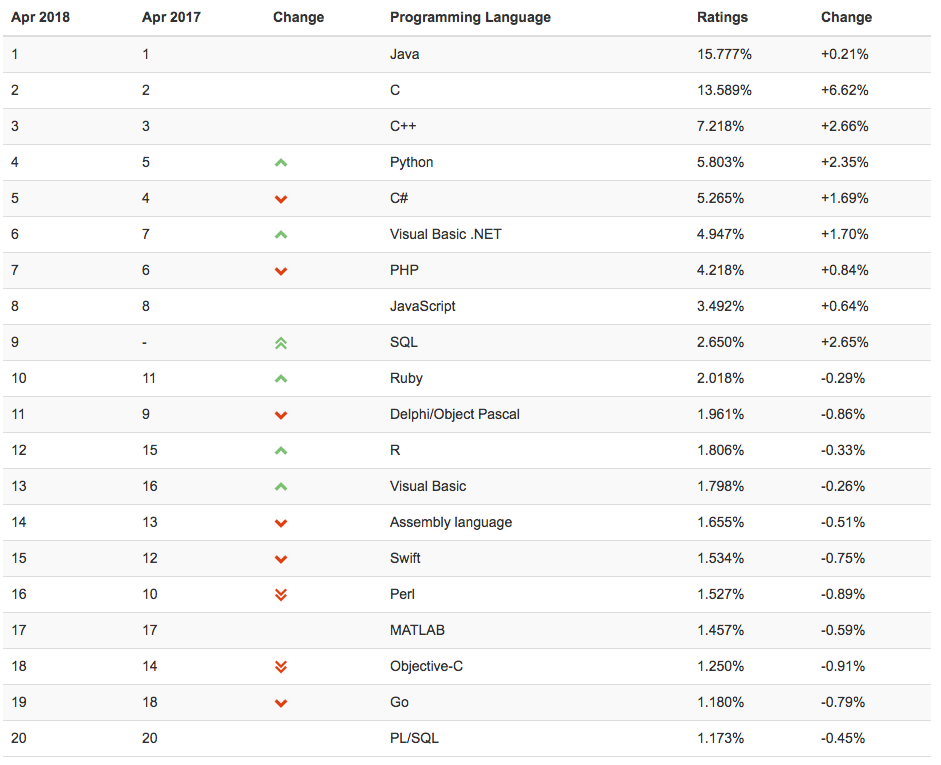 Apr 2018 Apr 2017 Change Programming Language Ratings Change
1 1 Java 15.777% +0.21%
2 2 C 13.589% +6.62%
3 3 C++ 7.218% +2.66%
4 5 Python 5.803% +2.35%
5 4 C# 5.265% +1.69%
6 7 Visual Basic .NET 4.947% +1.70%
7 6 PHP 4.218% +0.84%
8 8 JavaScript 3.492% +0.64%
9 - SQL 2.650% +2.65%
10 11 Ruby 2.018% -0.29%
11 9 Delphi/Object Pascal 1.961% -0.86%
12 15 R 1.806% -0.33%
13 16 Visual Basic 1.798% -0.26%
14 13 Assembly language 1.655% -0.51%
15 12 Swift 1.534% -0.75%
16 10 Perl 1.527% -0.89%
17 17 MATLAB 1.457% -0.59%
18 14 Objective-C 1.250% -0.91%
19 18 Go 1.180% -0.79%
20 20 PL/SQL 1.173% -0.45%